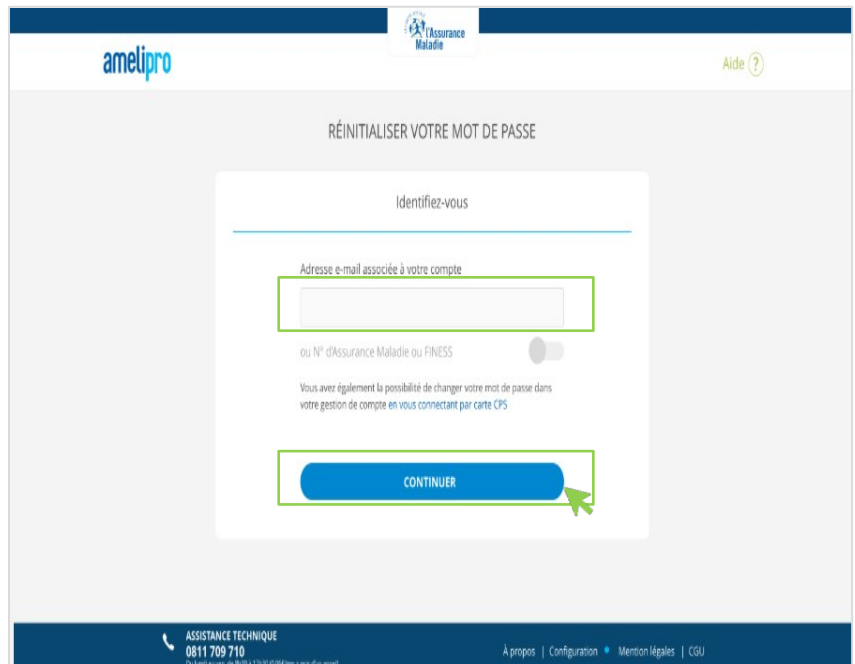 l'Assurance
Maladie
amelipro
Aide ?
RÉINITIALISER VOTRE MOT DE PASSE
Identifiez-vous
Adresse e-mail associée à votre compte
ou N° d'Assurance Maladie ou FINESS
Vous avez également la possibilité de changer votre mot de passe dans
votre gestion de compte en vous connectant par carte CPS
CONTINUER
ASSISTANCE TECHNIQUE
0811 709 710
À propos | Configuration • Mention légales | CGU